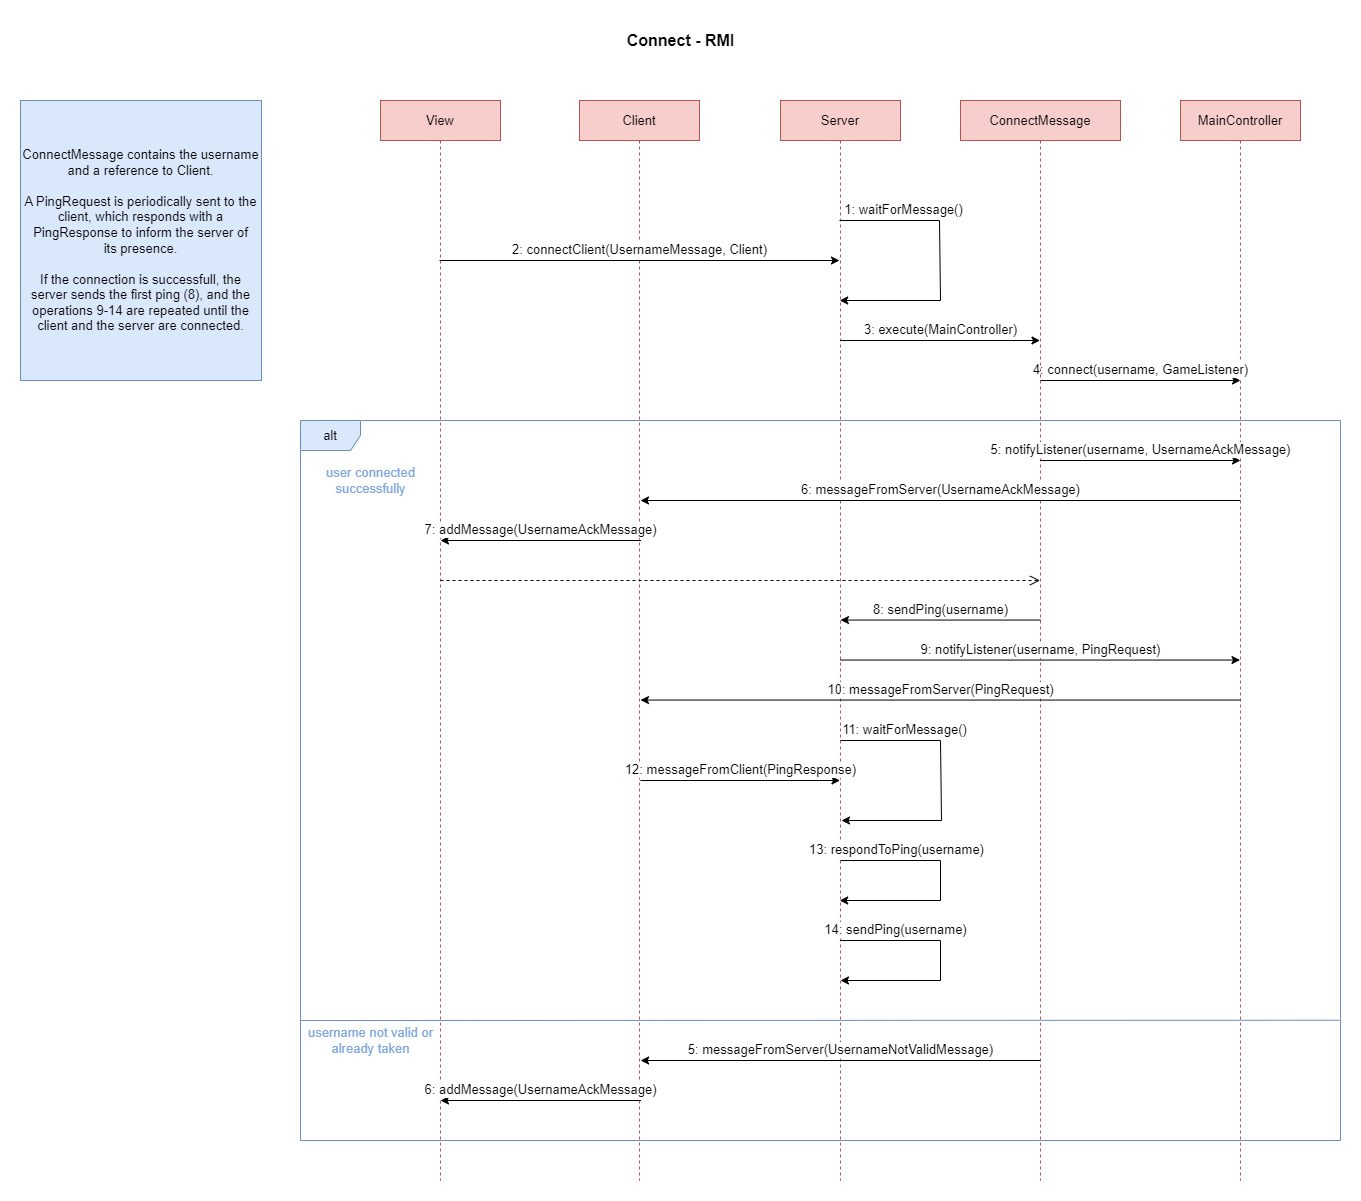 Connect - RMI
ConnectMessage contains the username
and a reference to Client.
A PingRequest is periodically sent to the
client, which responds with a
PingResponse to inform the server of
its presence.
If the connection is successfull, the
server sends the first ping (8), and the
operations 9-14 are repeated until the
client and the server are connected.
View
Client
Server
ConnectMessage
MainController
1: waitForMessage()
2: connectClient(UsernameMessage, Client)
3: execute(MainController)
4: connect(username, GameListener)
alt
user connected
successfully
5: notifyListener(username, UsernameAckMessage)
6: messageFromServer(UsernameAckMessage)
7: addMessage(UsernameAckMessage)
8: sendPing(username)
9: notifyListener(username, PingRequest)
10: messageFromServer(PingRequest)
11: waitForMessage()
12: messageFromClient(PingResponse)
13: respondToPing(username)
14: sendPing(username)
username not valid or
already taken
5: messageFromServer(UsernameNotValidMessage)
6: addMessage(UsernameAckMessage)